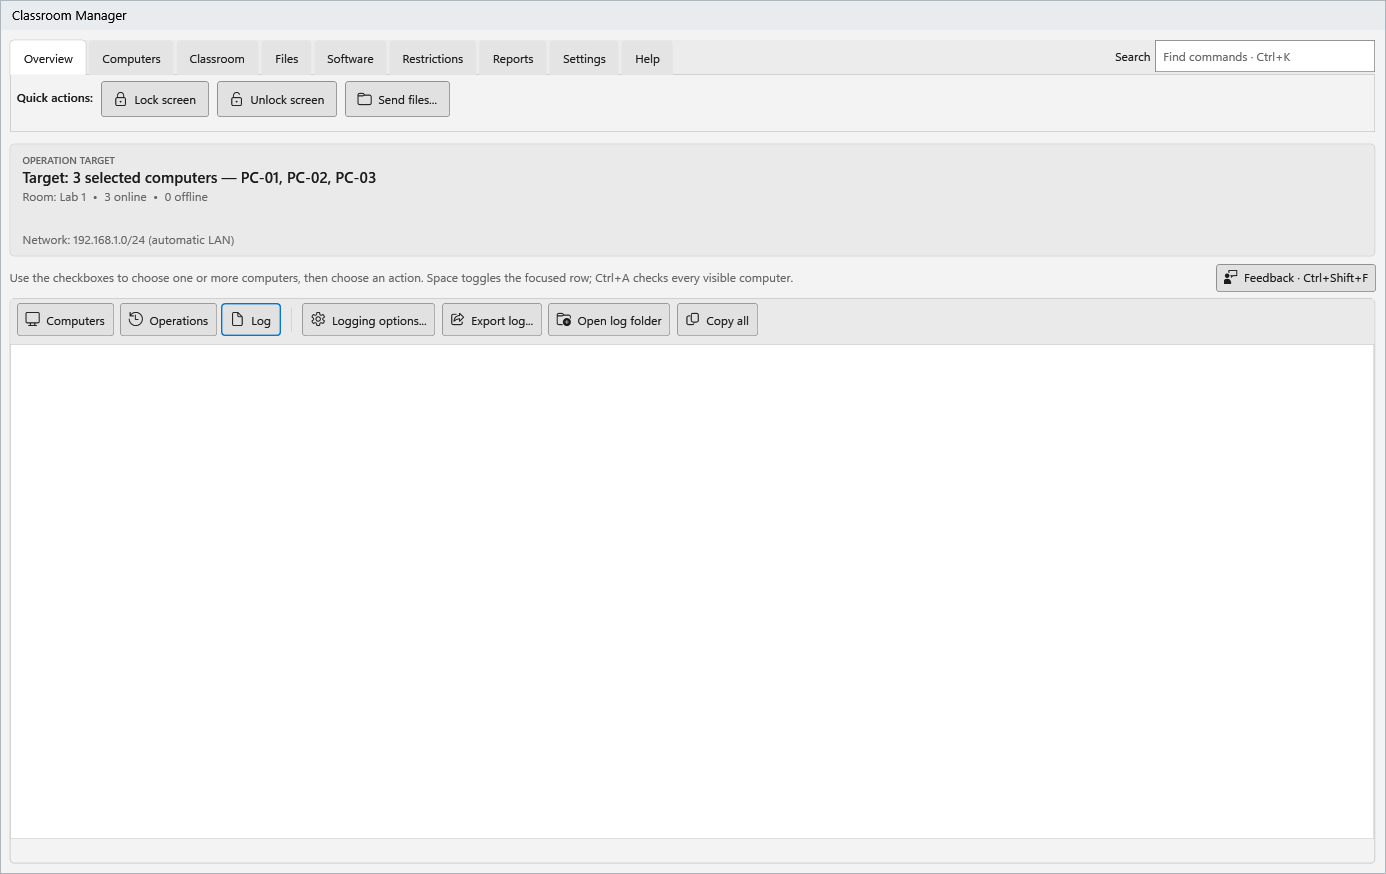 Classroom Manager
Overview Computers Classroom Files Software Restrictions Reports Settings Help Search Find commands · Ctrl+K
Quick actions: Lock screen Unlock screen Send files...
OPERATION TARGET
Target: 3 selected computers — PC-01, PC-02, PC-03
Room: Lab 1 • 3 online • 0 offline
Network: 192.168.1.0/24 (automatic LAN)
Use the checkboxes to choose one or more computers, then choose an action. Space toggles the focused row; Ctrl+A checks every visible computer. Feedback · Ctrl+Shift+F
Computers Operations Log Logging options... Export log... Open log folder Copy all